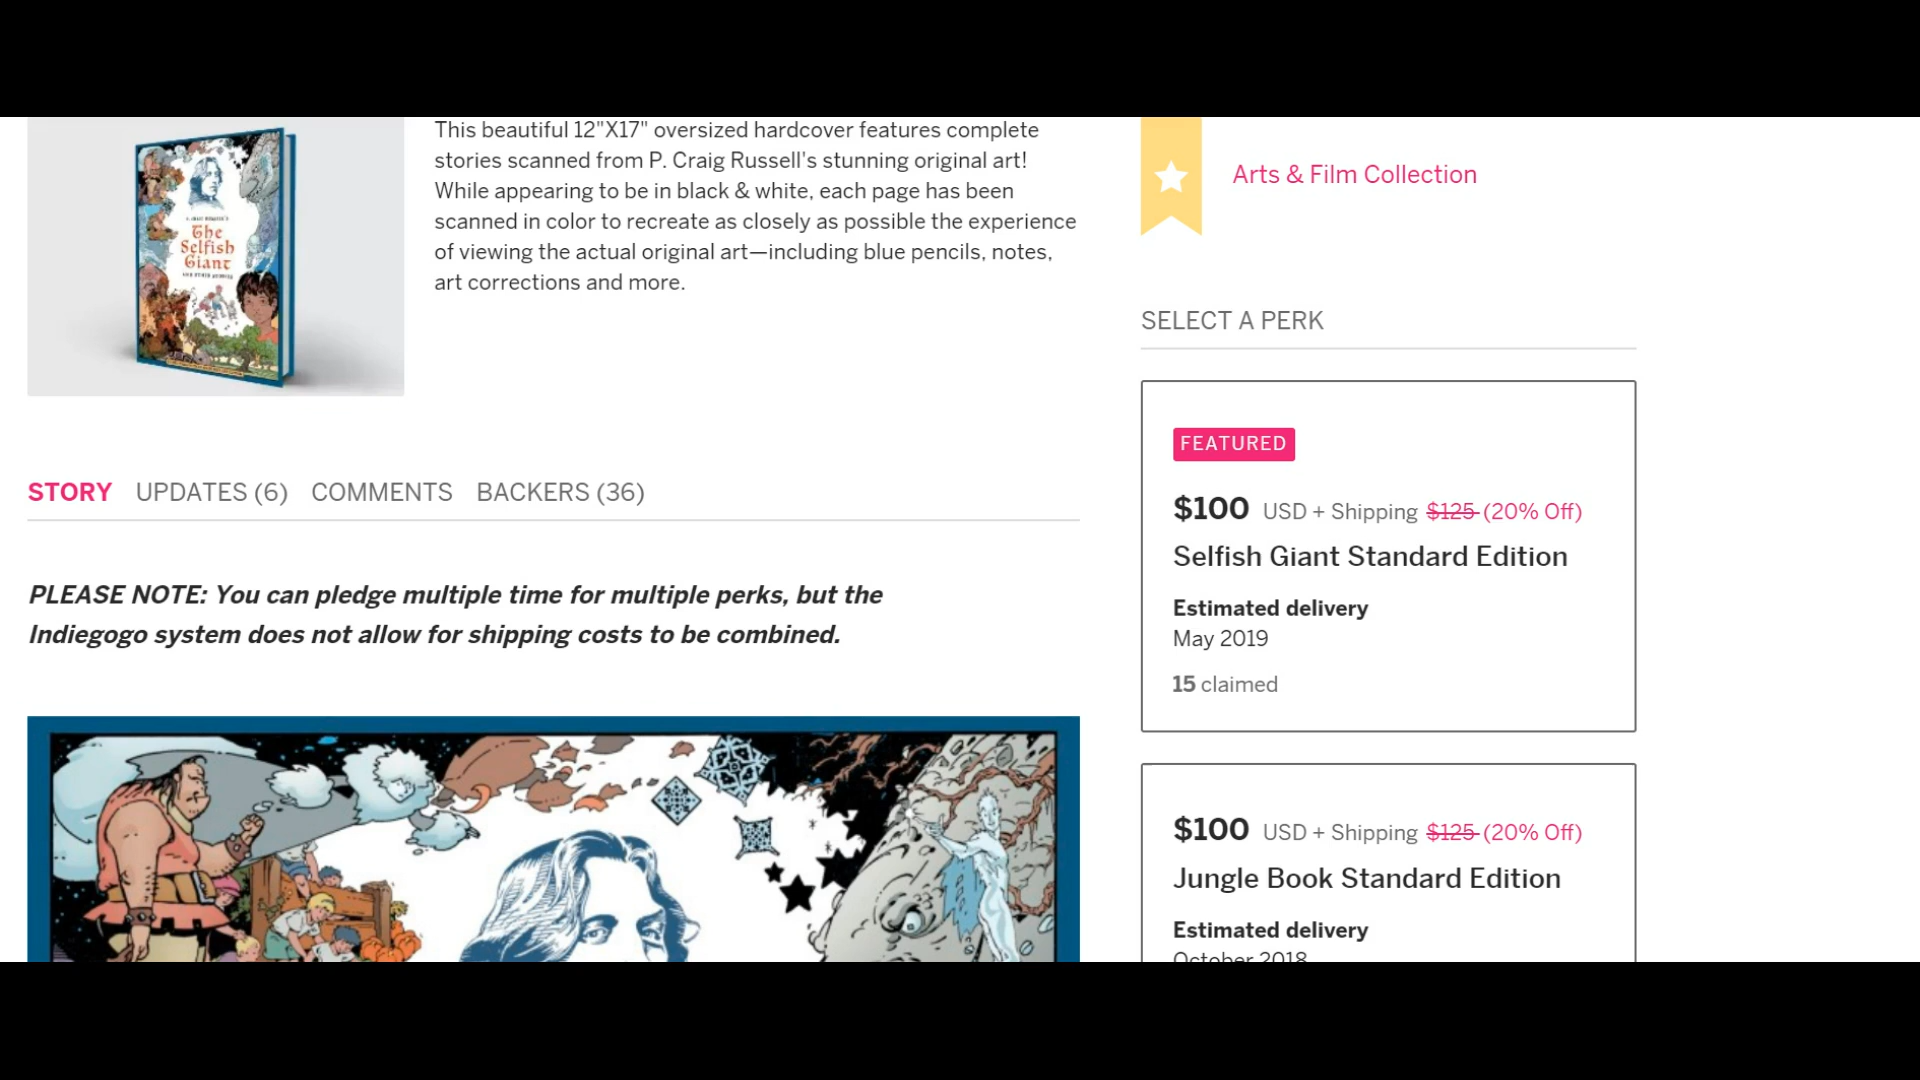 This beautiful 12"X17" oversized hardcover features complete
stories scanned from P. Craig Russell's stunning original art!
While appearing to be in black & white, each page has been
scanned in color to recreate as closely as possible the experience
of viewing the actual original art—including blue pencils, notes,
art corrections and more.
The
Selfish
Giant
STORY UPDATES (6) COMMENTS BACKERS (36)
PLEASE NOTE: You can pledge multiple time for multiple perks, but the
Indiegogo system does not allow for shipping costs to be combined.
Arts & Film Collection
SELECT A PERK
FEATURED
$100 USD + Shipping $125 (20% Off)
Selfish Giant Standard Edition
Estimated delivery
May 2019
15 claimed
$100 USD + Shipping $125 (20% Off)
Jungle Book Standard Edition
Estimated delivery
October 2018